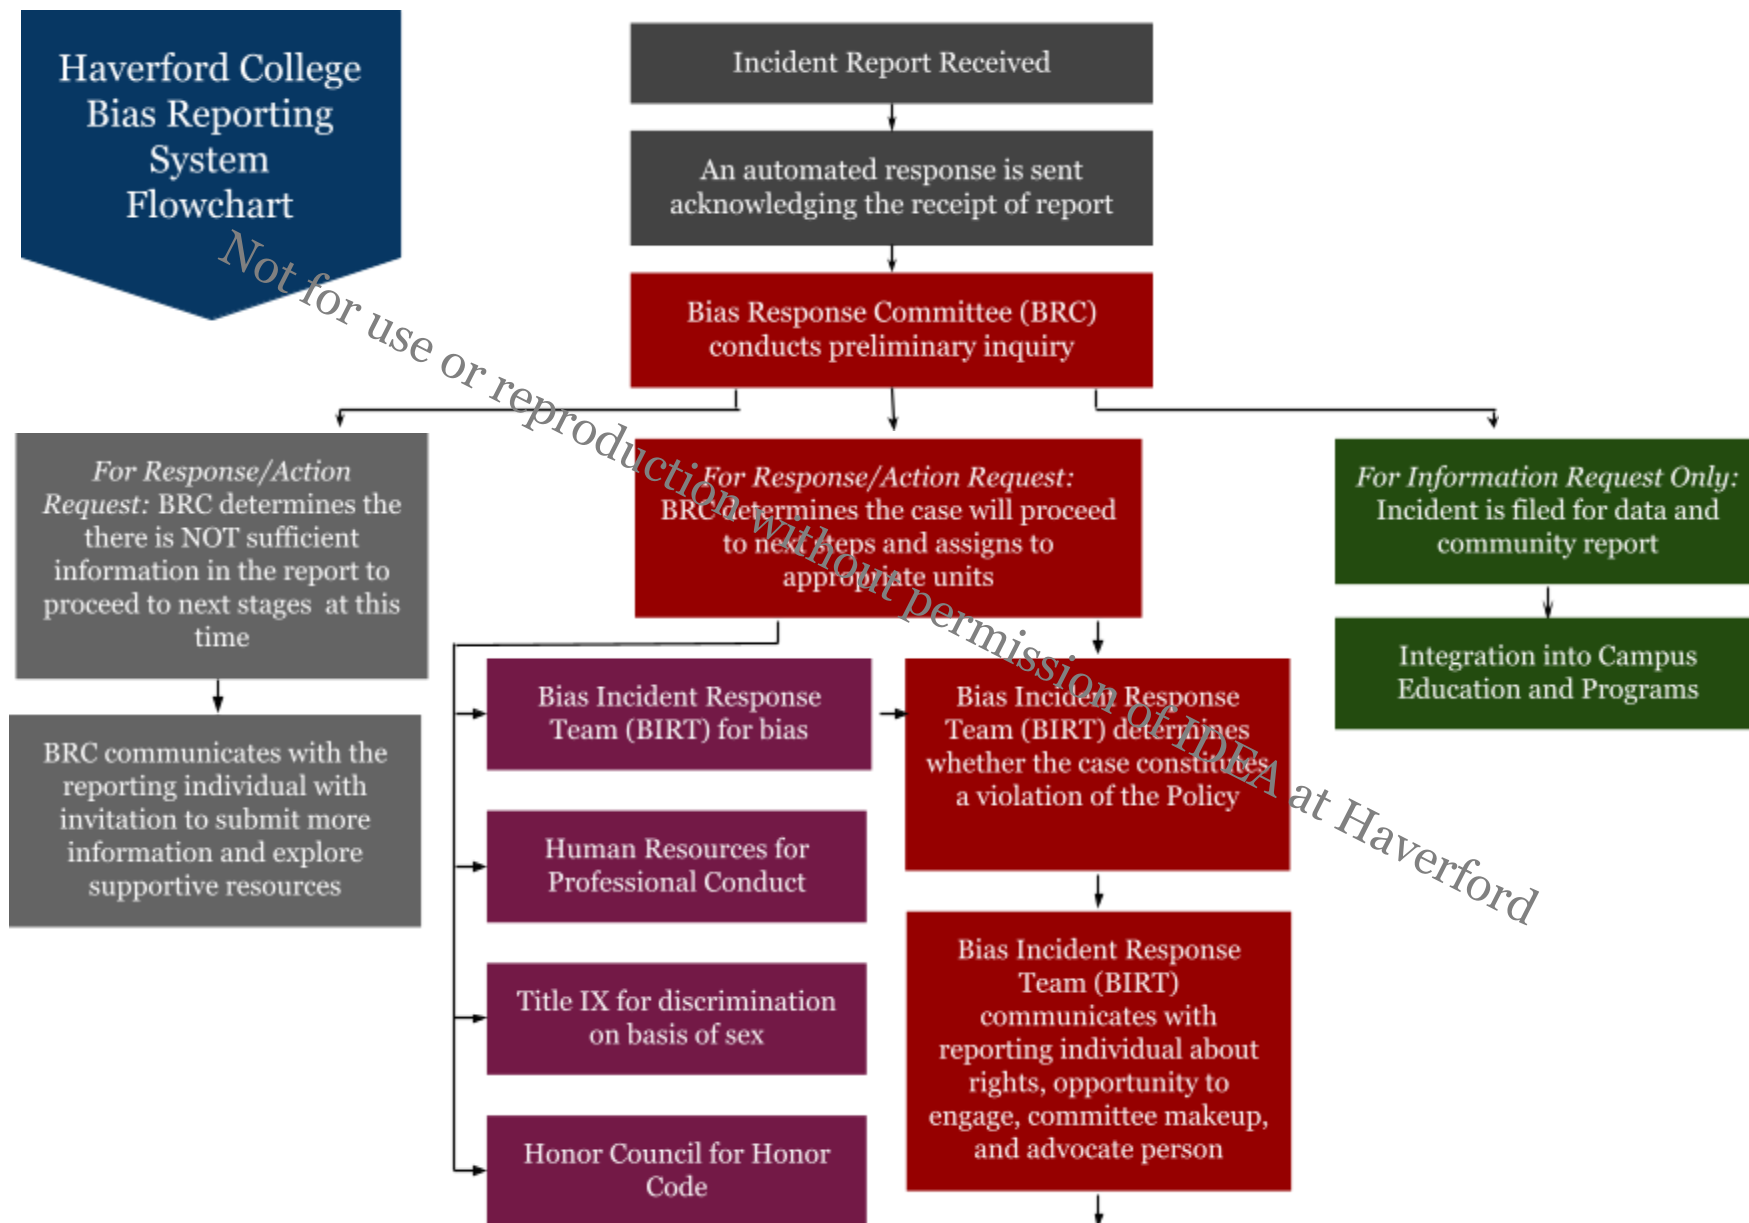 Haverford College
Bias Reporting
System
Flowchart
Incident Report Received
An automated response is sent
acknowledging the receipt of report
Bias Response Committee (BRC)
conducts preliminary inquiry
For Response/Action
Request: BRC determines the
there is NOT sufficient
information in the report to
proceed to next stages at this
time
BRC communicates with the
reporting individual with
invitation to submit more
information and explore
supportive resources
For Response/Action Request:
BRC determines the case will proceed
to next steps and assigns to
appropriate units
Bias Incident Response
Team (BIRT) for bias
Human Resources for
Professional Conduct
Title IX for discrimination
on basis of sex
Honor Council for Honor
Code
Bias Incident Response
Team (BIRT) determines
whether the case constitutes
a violation of the Policy
Bias Incident Response
Team (BIRT)
communicates with
reporting individual about
rights, opportunity to
engage, committee makeup,
and advocate person
For Information Request Only:
Incident is filed for data and
community report
Integration into Campus
Education and Programs
Not for use or reproduction without permission of IDEA at Haverford